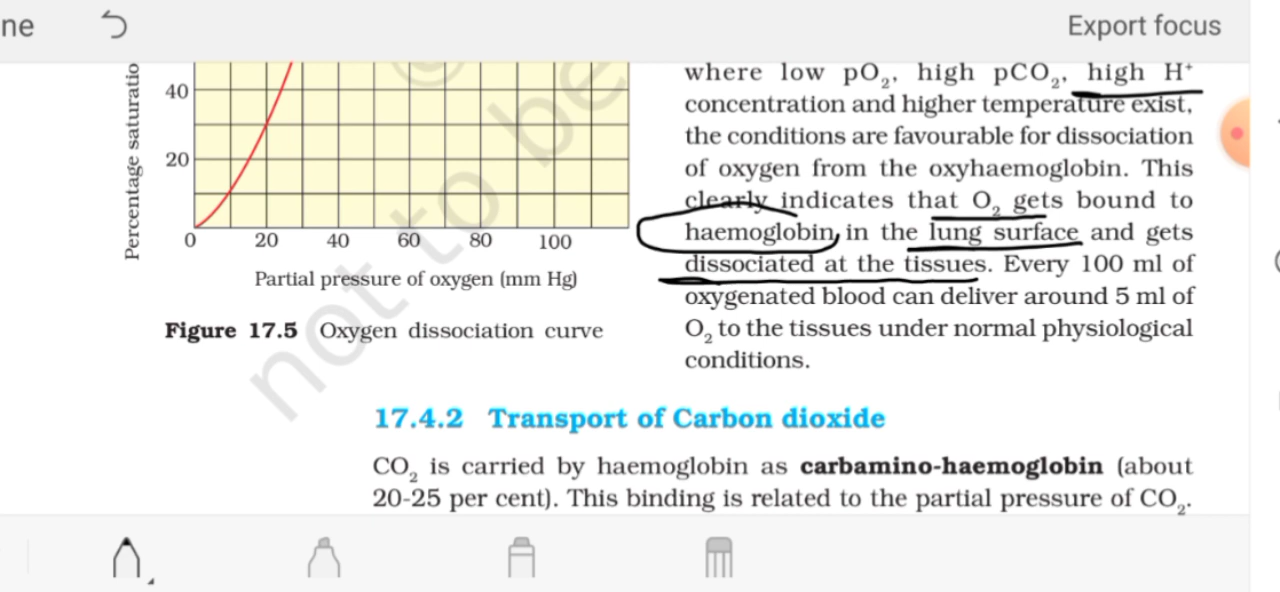 ne
Export focus
Percentage saturatio
40
20
0 20 40 60 80 100
Partial pressure of oxygen (mm Hg)
Figure 17.5 Oxygen dissociation curve
not to be
where low pO₂, high pCO₂, high H⁺
concentration and higher temperature exist,
the conditions are favourable for dissociation
of oxygen from the oxyhaemoglobin. This
clearly indicates that O₂ gets bound to
haemoglobin in the lung surface and gets
dissociated at the tissues. Every 100 ml of
oxygenated blood can deliver around 5 ml of
O₂ to the tissues under normal physiological
conditions.
17.4.2 Transport of Carbon dioxide
CO₂ is carried by haemoglobin as carbamino-haemoglobin (about
20-25 per cent). This binding is related to the partial pressure of CO₂.